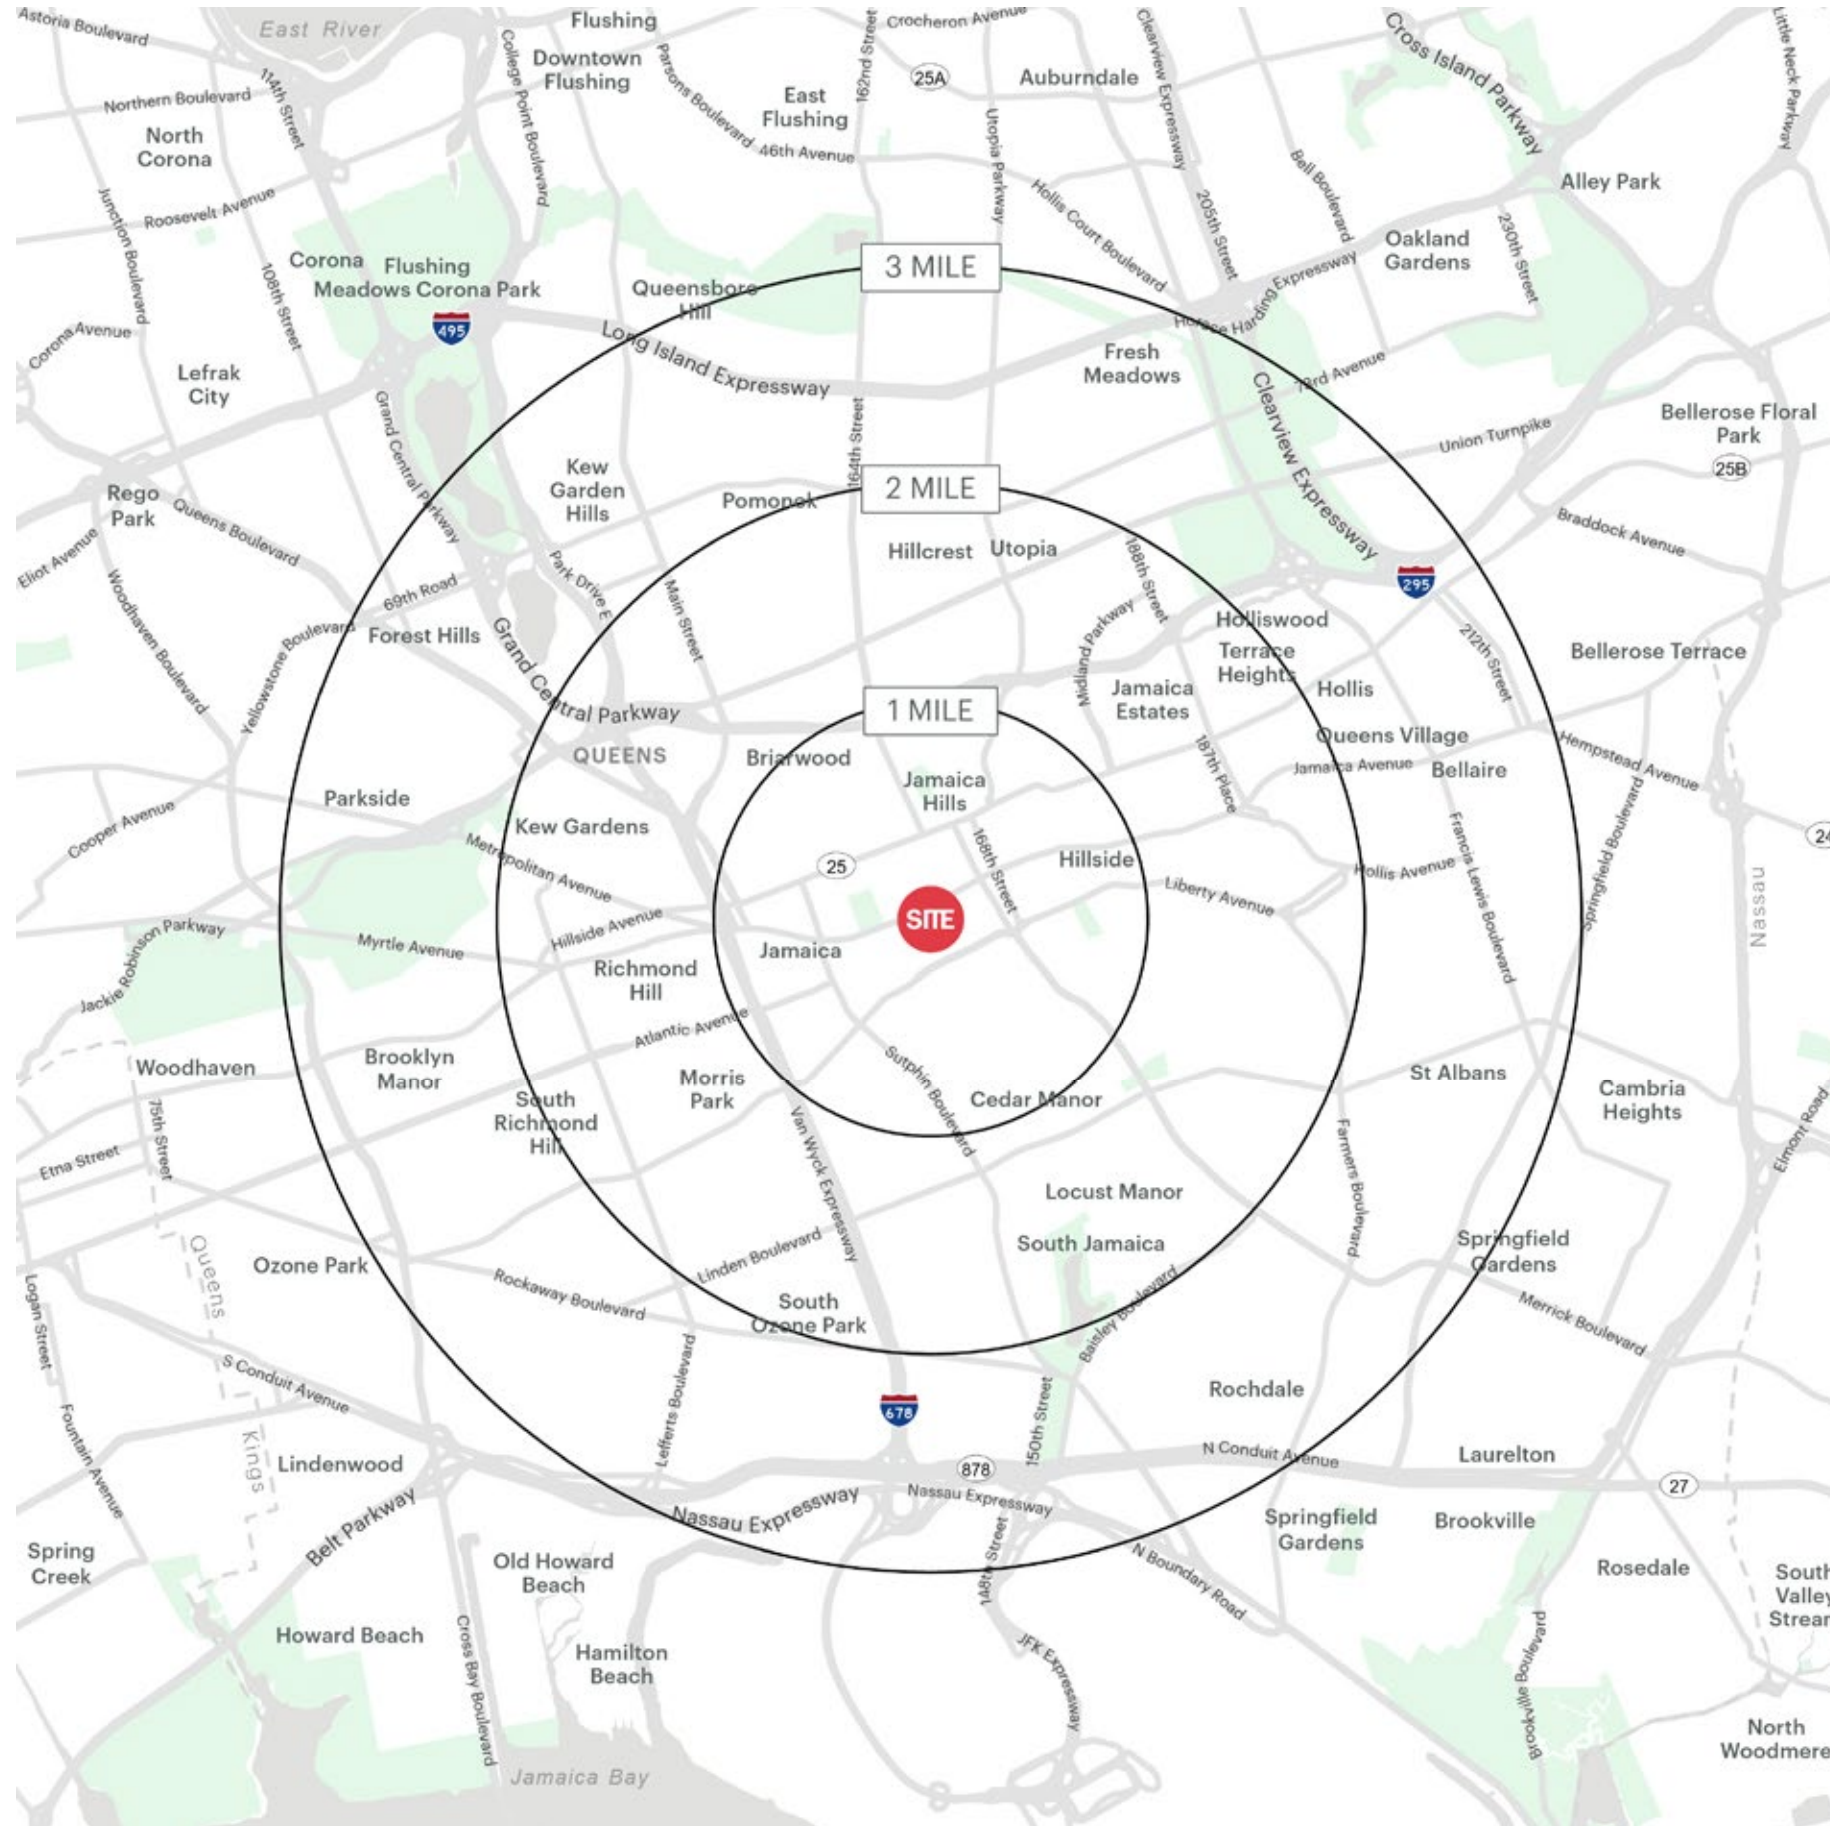 Astoria Boulevard
East River
Flushing
Crocheron Avenue
Clearview Expressway
Cross Island Parkway
Little Neck Parkway
114th Street
College Point Boulevard
Downtown
Flushing
Parsons Boulevard
162nd Street
25A
Auburndale
Northern Boulevard
North
Corona
East
Flushing
46th Avenue
Utopia Parkway
Hollis Court Boulevard
205th Street
Bell Boulevard
Alley Park
Junction Boulevard
Roosevelt Avenue
230th Street
Oakland
Gardens
Corona
Flushing
Meadows Corona Park
108th Street
Queensboro
Hill
3 MILE
Horace Harding Expressway
495
Corona Avenue
Long Island Expressway
Lefrak
City
Fresh
Meadows
73rd Avenue
Grand Central Parkway
164th Street
Clearview Expressway
Union Turnpike
Bellerose Floral
Park
25B
Rego
Park
Queens Boulevard
Kew
Garden
Hills
Pomonok
2 MILE
Braddock Avenue
Eliot Avenue
Hillcrest
Utopia
188th Street
295
Woodhaven Boulevard
69th Road
Park Drive E
Main Street
Midland Parkway
Holliswood
212th Street
Yellowstone Boulevard
Forest Hills
Grand Central Parkway
Terrace
Heights
Bellerose Terrace
Jamaica
Estates
Hollis
1 MILE
QUEENS
Briarwood
187th Place
Queens Village
Hempstead Avenue
Jamaica Avenue
Bellaire
Jamaica
Hills
Parkside
Cooper Avenue
Kew Gardens
Metropolitan Avenue
168th Street
Francis Lewis Boulevard
Springfield Boulevard
24
25
Hillside
Hollis Avenue
Liberty Avenue
Nassau
SITE
Jackie Robinson Parkway
Myrtle Avenue
Hillside Avenue
Jamaica
Richmond
Hill
Atlantic Avenue
Woodhaven
Brooklyn
Manor
Morris
Park
Sutphin Boulevard
Cedar Manor
St Albans
Cambria
Heights
75th Street
South
Richmond
Hill
Van Wyck Expressway
Farmers Boulevard
Elmont Road
Etna Street
Locust Manor
Queens
Ozone Park
Linden Boulevard
South Jamaica
Springfield
Gardens
Logan Street
Rockaway Boulevard
South
Ozone Park
Baisley Boulevard
Merrick Boulevard
S Conduit Avenue
Lefferts Boulevard
Rochdale
678
150th Street
Fountain Avenue
Kings
Lindenwood
878
N Conduit Avenue
Laurelton
27
Belt Parkway
Nassau Expressway
Nassau Expressway
Springfield
Gardens
Brookville
Spring
Creek
Old Howard
Beach
148th Street
N Boundary Road
Rosedale
South
Valley
Stream
Howard Beach
Cross Bay Boulevard
Hamilton
Beach
JFK Expressway
Brookville Boulevard
North
Woodmere
Jamaica Bay